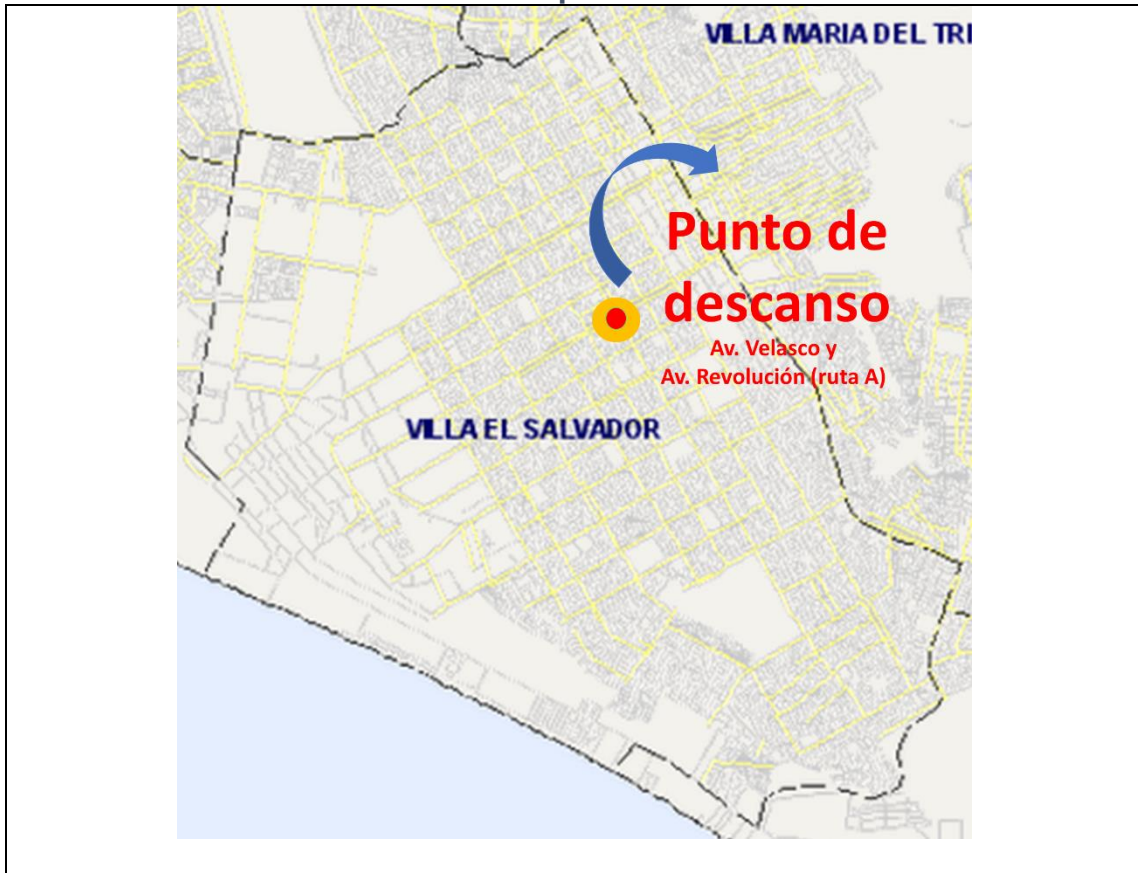 VILLA MARIA DEL TRI
Punto de
descanso
Av. Velasco y
Av. Revolución (ruta A)
VILLA EL SALVADOR